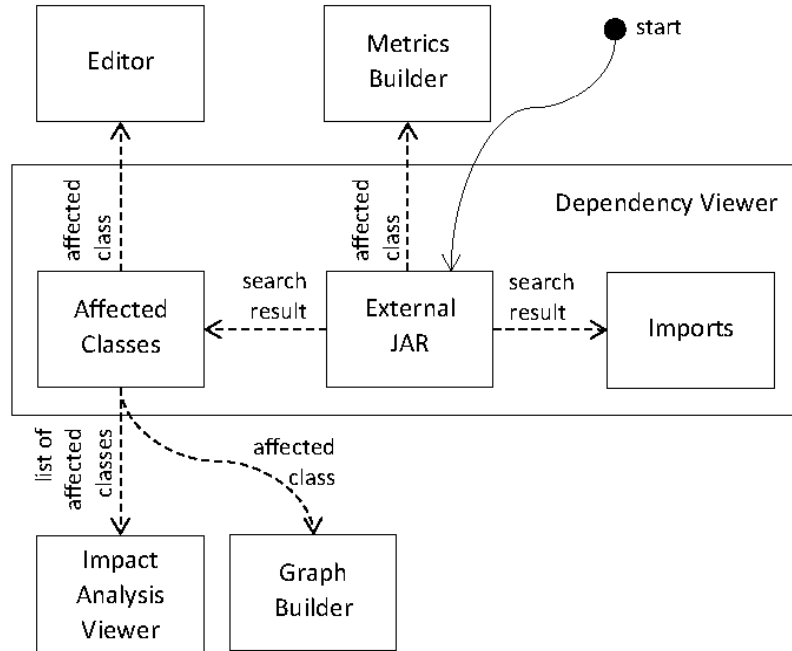 Editor
Metrics
Builder
start
Dependency Viewer
affected
class
affected
class
Affected
Classes
search
result
External
JAR
search
result
Imports
list of
affected
classes
affected
class
Impact
Analysis
Viewer
Graph
Builder